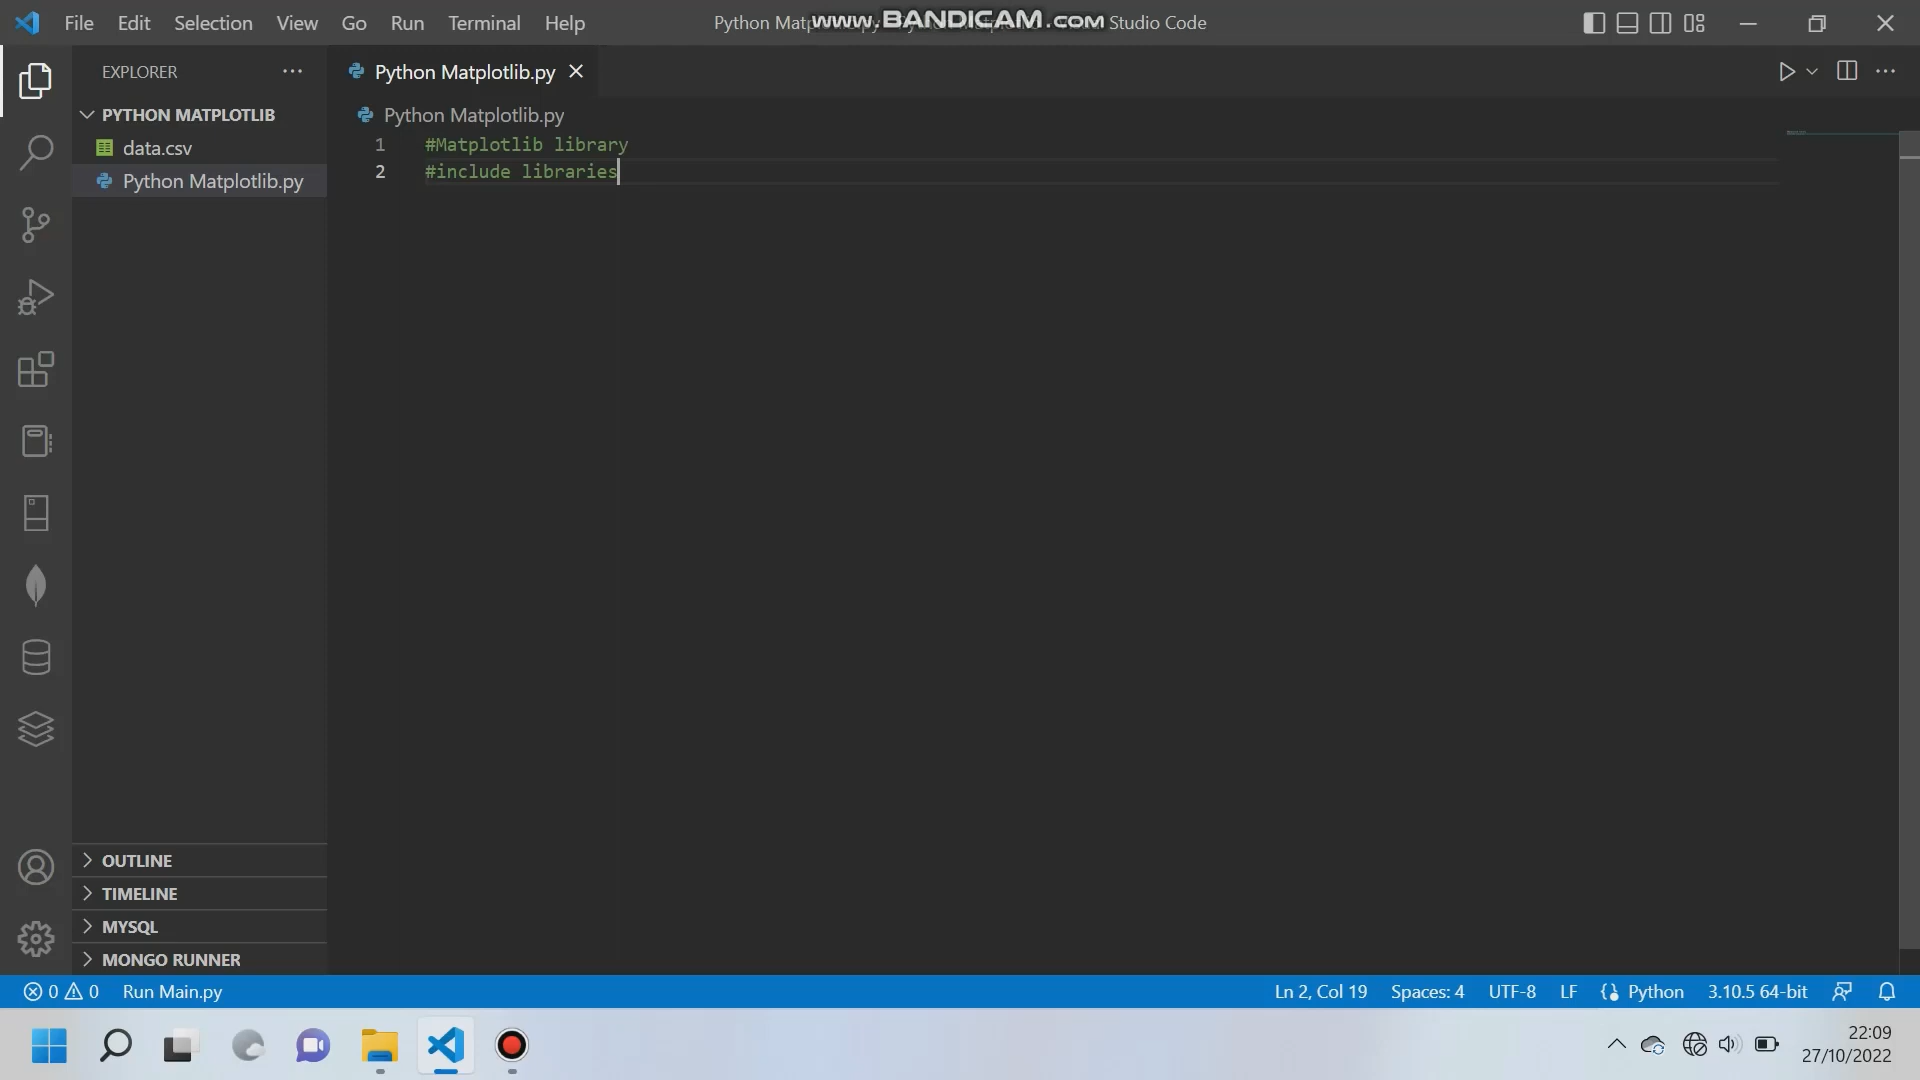 File Edit Selection View Go Run Terminal Help
Python Matp
www.BANDICAM.com
Studio Code
EXPLORER
PYTHON MATPLOTLIB
data.csv
Python Matplotlib.py
OUTLINE
TIMELINE
MYSQL
MONGO RUNNER
Python Matplotlib.py
Python Matplotlib.py
1 #Matplotlib library
2 #include libraries
0 0 Run Main.py
Ln 2, Col 19 Spaces: 4 UTF-8 LF Python 3.10.5 64-bit
22:09
27/10/2022